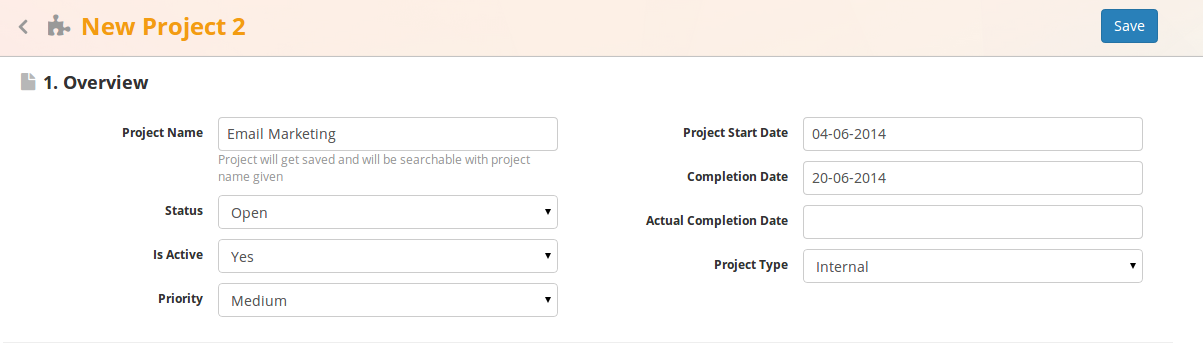 New Project 2
Save
1. Overview
Project Name
Email Marketing
Project will get saved and will be searchable with project
name given
Status
Open
Is Active
Yes
Priority
Medium
Project Start Date
04-06-2014
Completion Date
20-06-2014
Actual Completion Date
Project Type
Internal